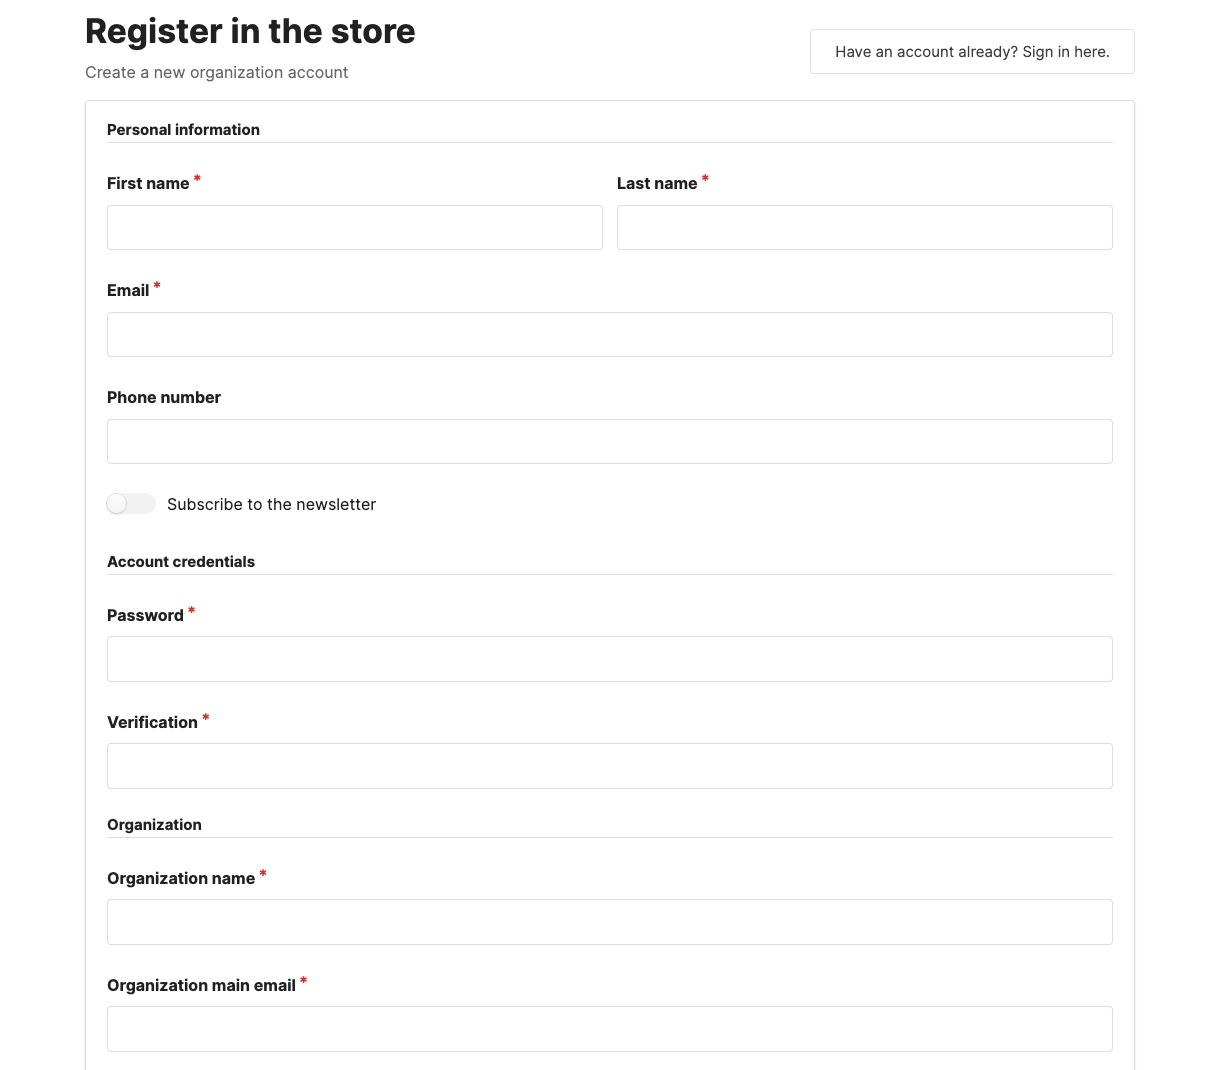 Register in the store
Create a new organization account
Have an account already? Sign in here.
Personal information
First name *
Last name *
Email *
Phone number
Subscribe to the newsletter
Account credentials
Password *
Verification *
Organization
Organization name *
Organization main email *